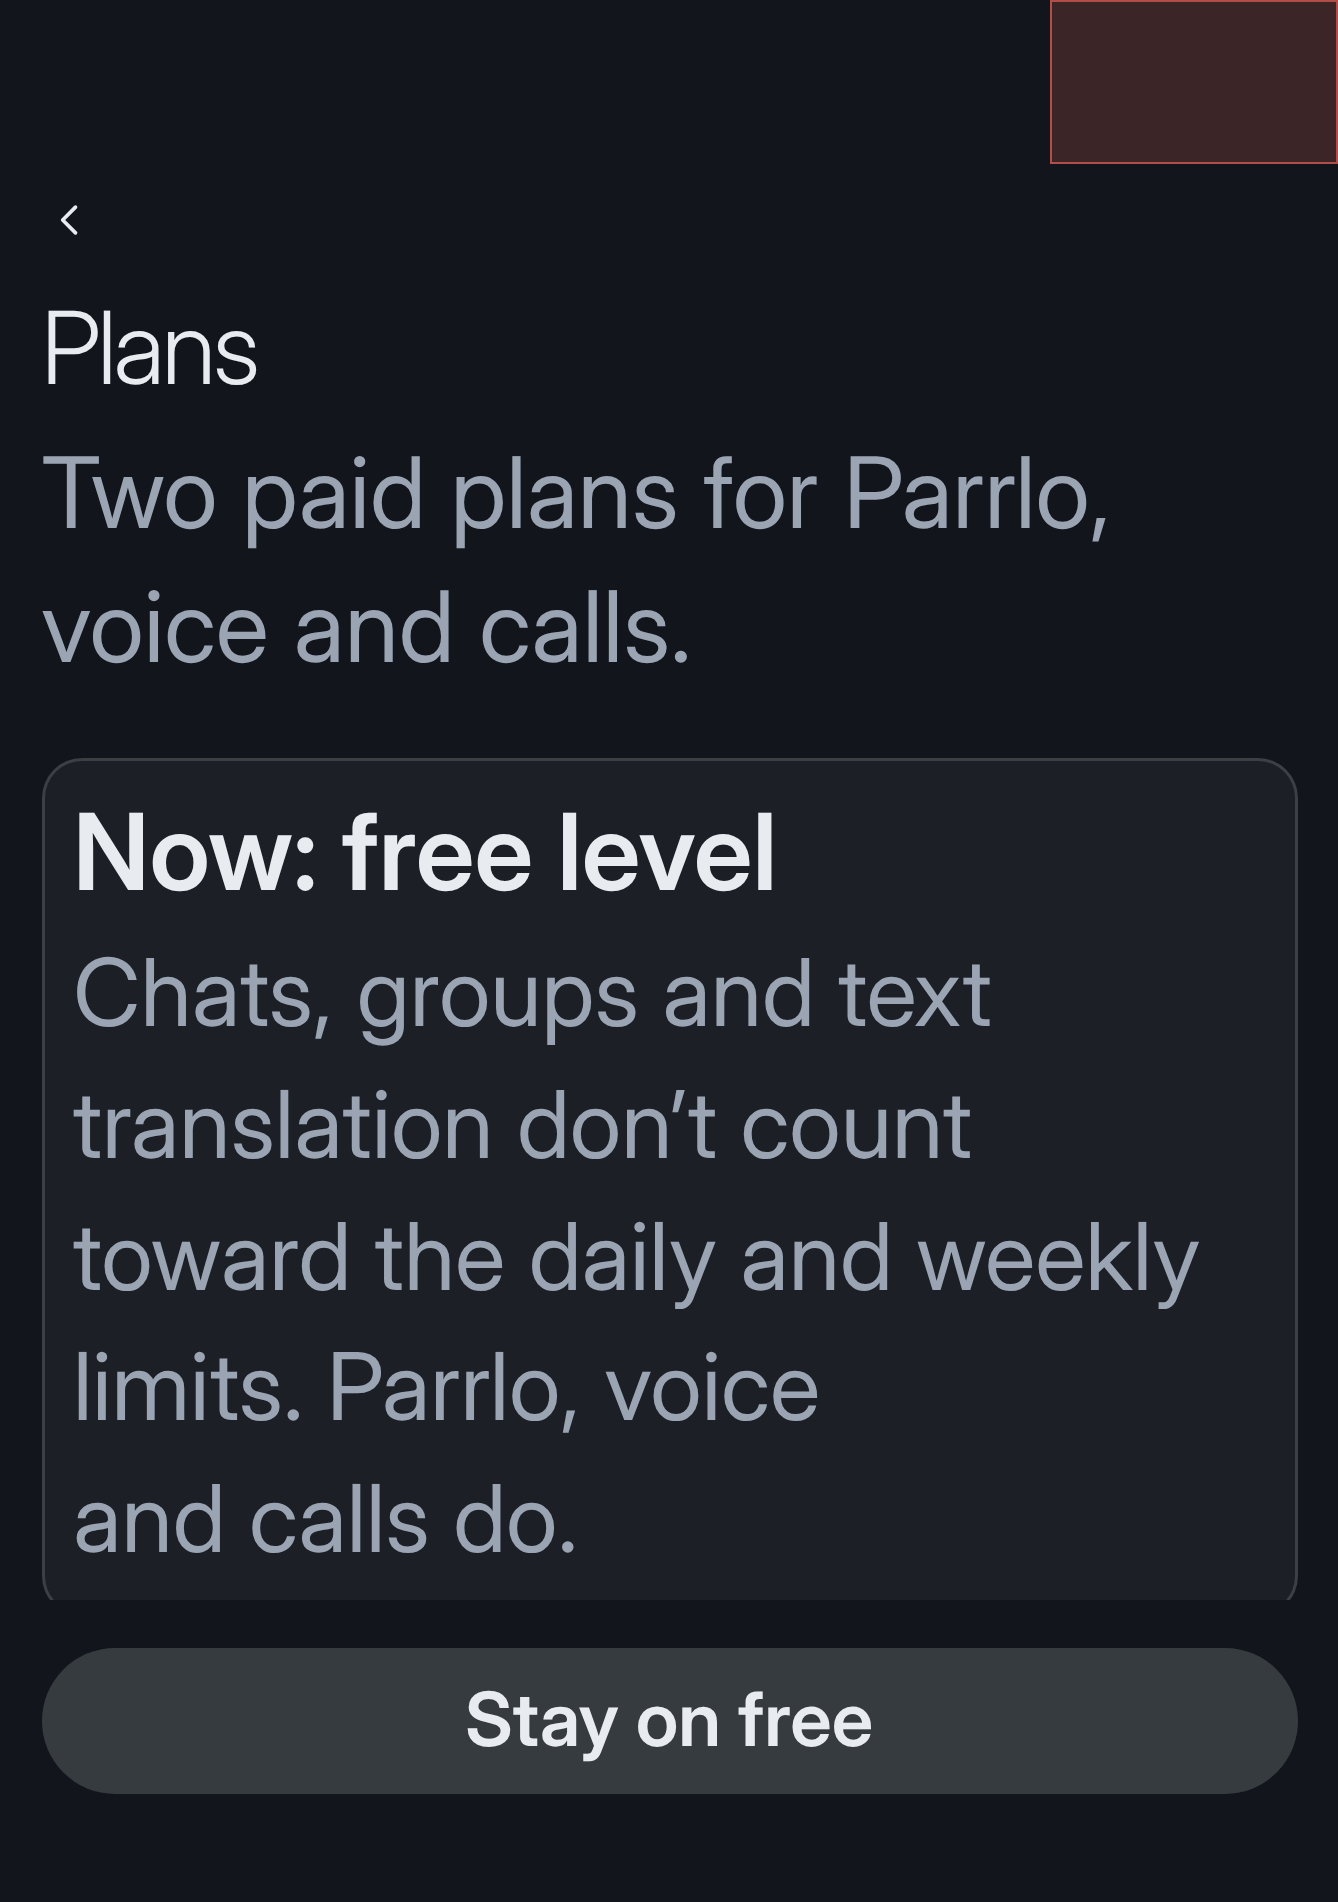 Plans
Two paid plans for Parrlo,
voice and calls.
Now: free level
Chats, groups and text
translation don’t count
toward the daily and weekly
limits. Parrlo, voice
and calls do.
Stay on free